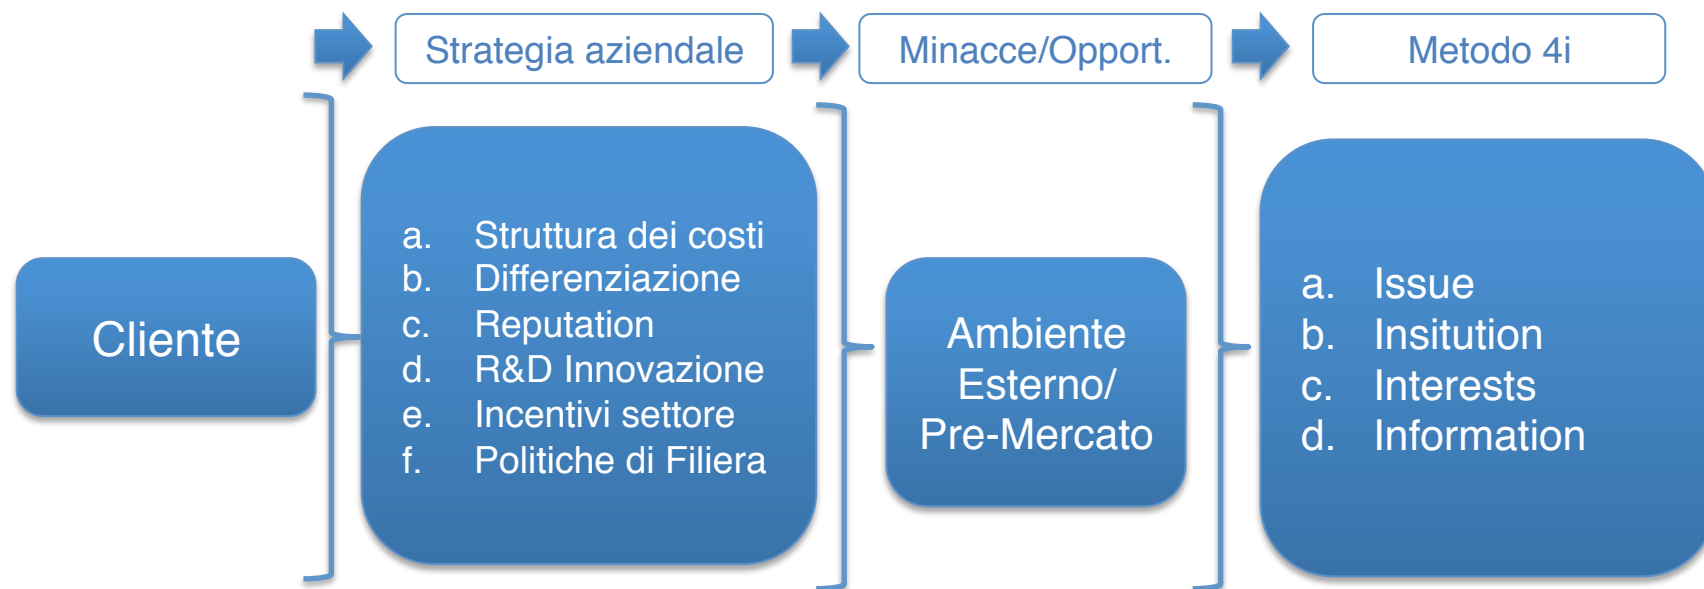 Strategia aziendale
Minacce/Opport.
Metodo 4i
Cliente
a. Struttura dei costi
b. Differenziazione
c. Reputation
d. R&D Innovazione
e. Incentivi settore
f. Politiche di Filiera
Ambiente
Esterno/
Pre-Mercato
a. Issue
b. Insitution
c. Interests
d. Information